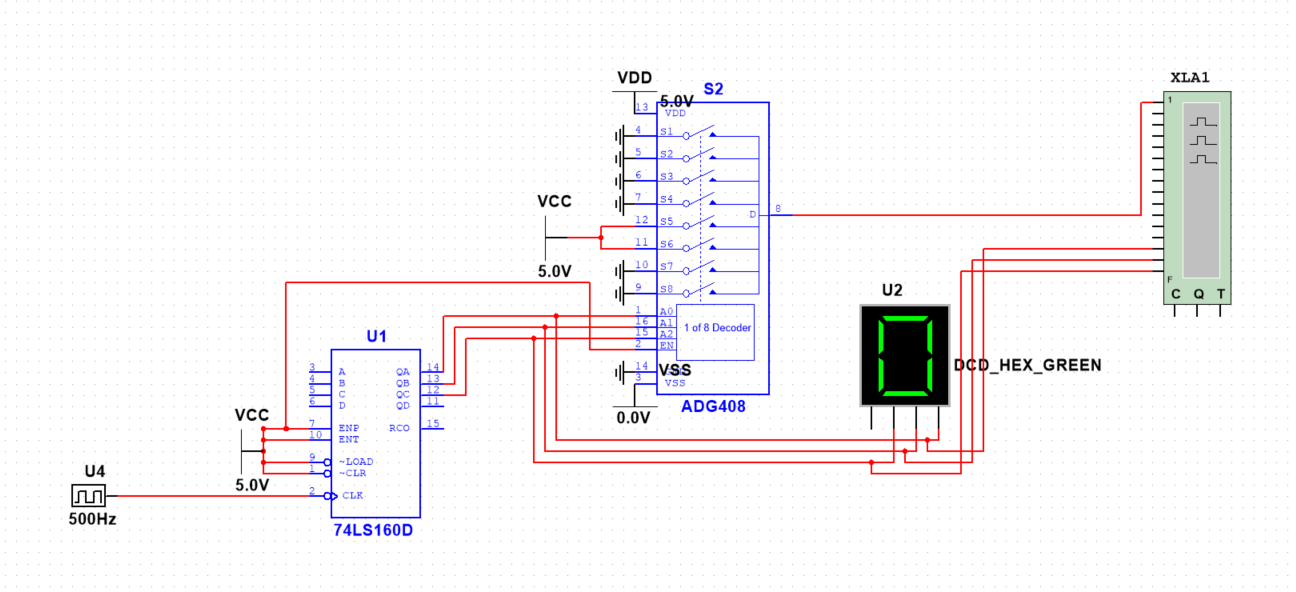 XLA1
VDD
S2
5.0V
13 VDD
1
4 S1
5 S2
6 S3
7 S4
VCC
12 S5
D 8
11 S6
5.0V
10 S7
9 S8
F
C Q T
U2
1 A0
16 A1
15 A2
2 EN
1 of 8 Decoder
U1
3 A QA 14
4 B QB 13
5 C QC 12
6 D QD 11
14 VSS
3 VSS
DCD_HEX_GREEN
0
ADG408
0.0V
VCC
7 ENP RCO 15
10 ENT
9 ~LOAD
1 ~CLR
5.0V
U4
2 CLK
500Hz
74LS160D